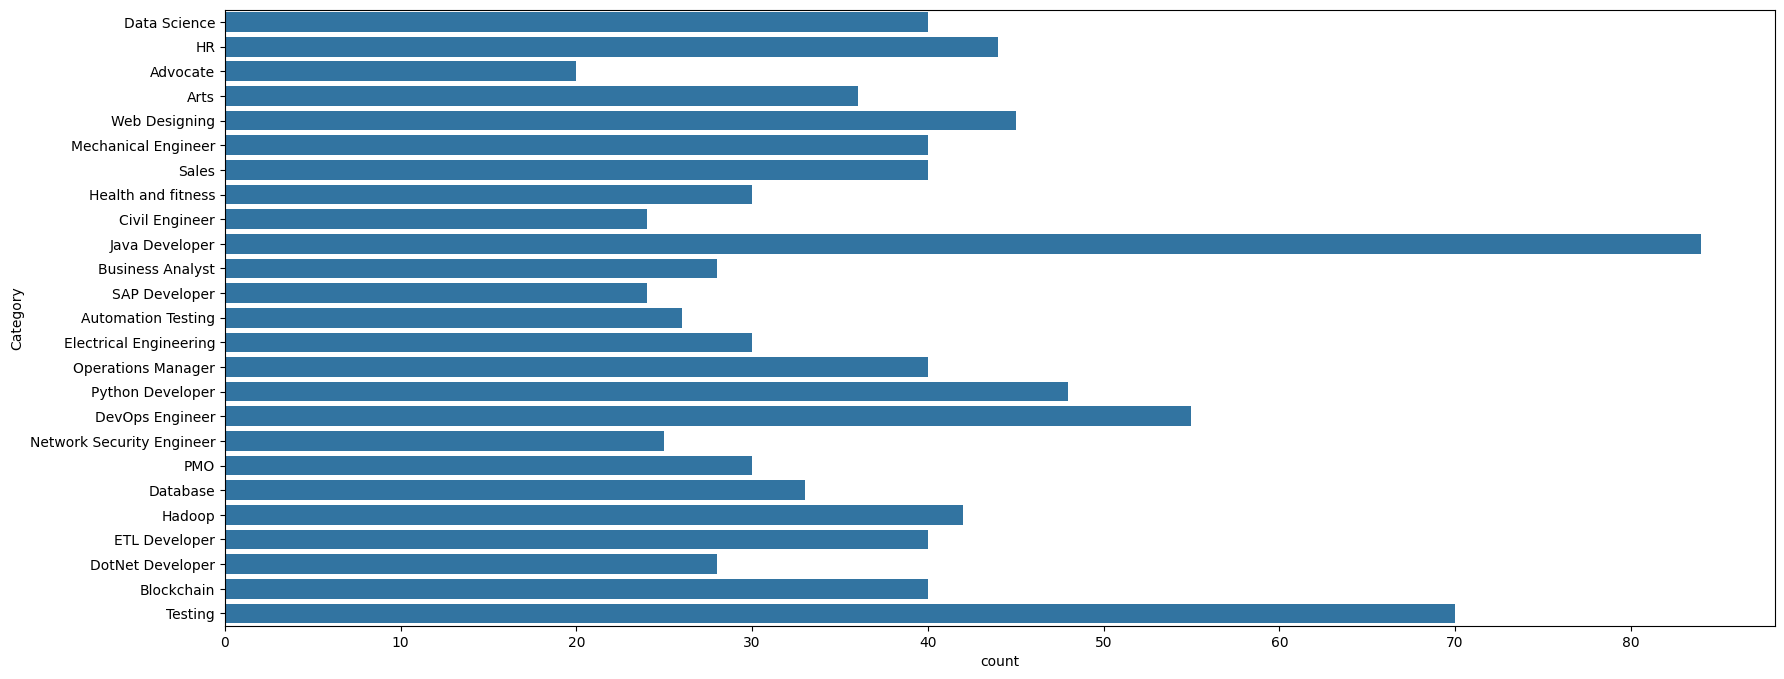 Data Science
HR
Advocate
Arts
Web Designing
Mechanical Engineer
Sales
Health and fitness
Civil Engineer
Java Developer
Business Analyst
SAP Developer
Automation Testing
Electrical Engineering
Operations Manager
Python Developer
DevOps Engineer
Network Security Engineer
PMO
Database
Hadoop
ETL Developer
DotNet Developer
Blockchain
Testing
Category
0 10 20 30 40 50 60 70 80
count